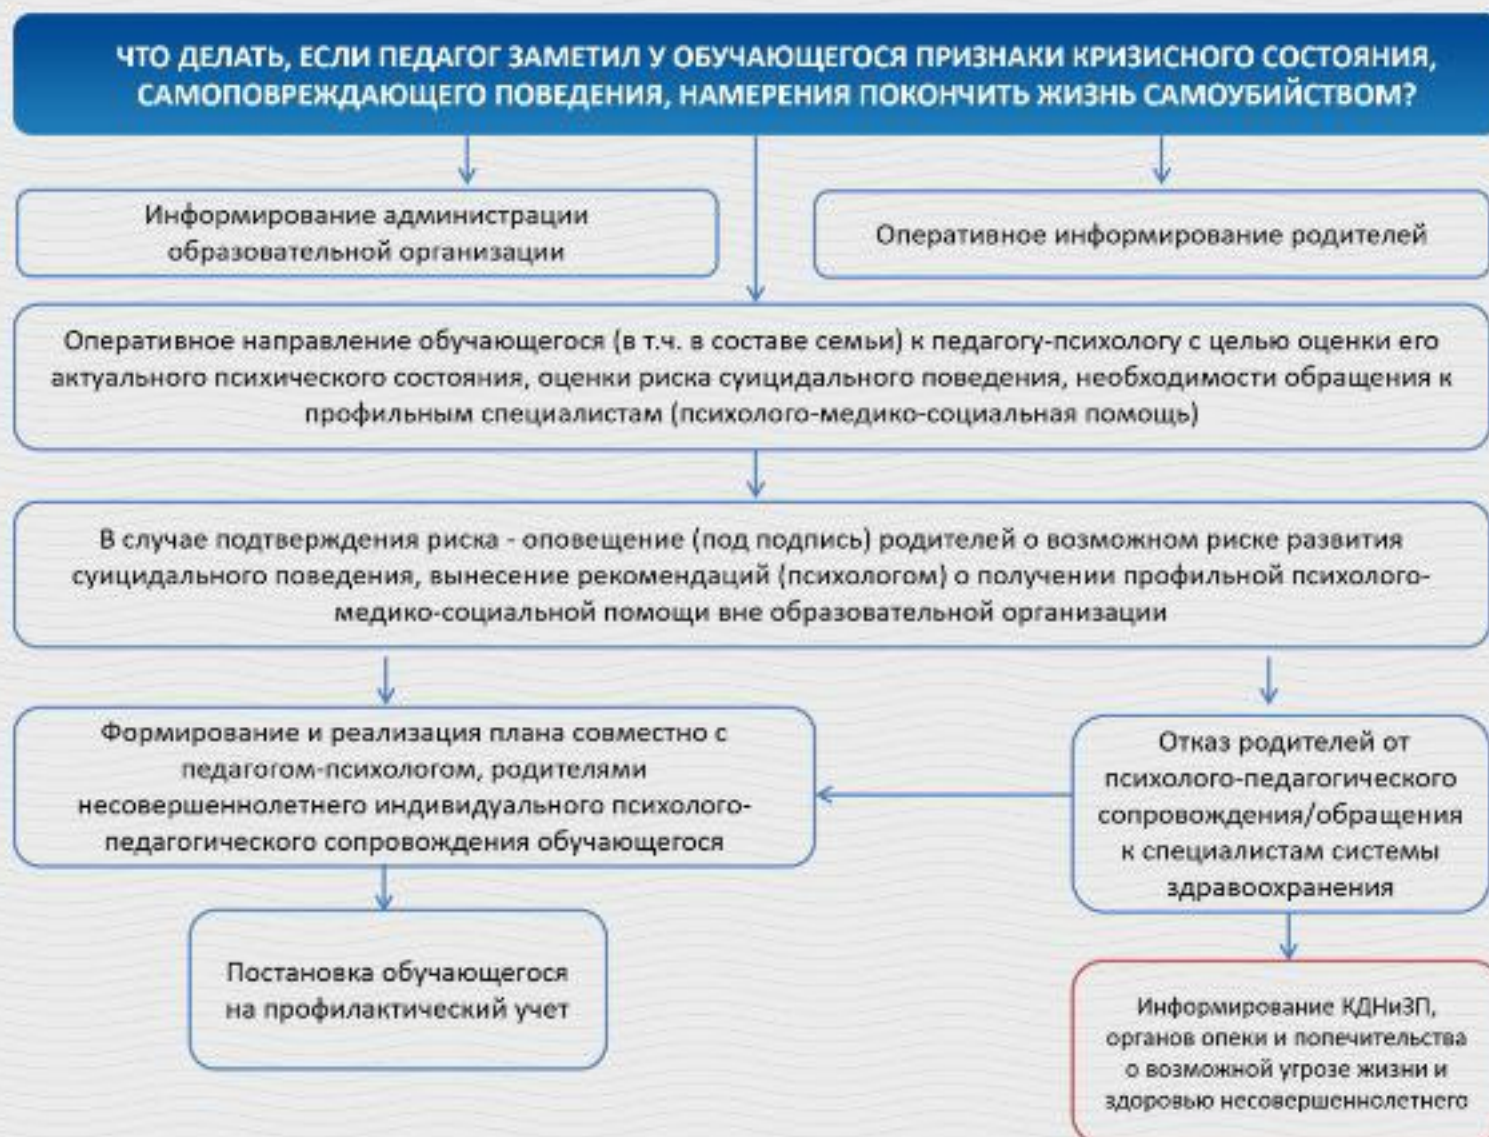 ЧТО ДЕЛАТЬ, ЕСЛИ ПЕДАГОГ ЗАМЕТИЛ У ОБУЧАЮЩЕГОСЯ ПРИЗНАКИ КРИЗИСНОГО СОСТОЯНИЯ,
САМОПОВРЕЖДАЮЩЕГО ПОВЕДЕНИЯ, НАМЕРЕНИЯ ПОКОНЧИТЬ ЖИЗНЬ САМОУБИЙСТВОМ?
Информирование администрации
образовательной организации
Оперативное информирование родителей
Оперативное направление обучающегося (в т.ч. в составе семьи) к педагогу-психологу с целью оценки его
актуального психического состояния, оценки риска суицидального поведения, необходимости обращения к
профильным специалистам (психолого-медико-социальная помощь)
В случае подтверждения риска - оповещение (под подпись) родителей о возможном риске развития
суицидального поведения, вынесение рекомендаций (психологом) о получении профильной психолого-
медико-социальной помощи вне образовательной организации
Формирование и реализация плана совместно с
педагогом-психологом, родителями
несовершеннолетнего индивидуального психолого-
педагогического сопровождения обучающегося
Отказ родителей от
психолого-педагогического
сопровождения/обращения
к специалистам системы
здравоохранения
Постановка обучающегося
на профилактический учет
Информирование КДНиЗП,
органов опеки и попечительства
о возможной угрозе жизни и
здоровью несовершеннолетнего